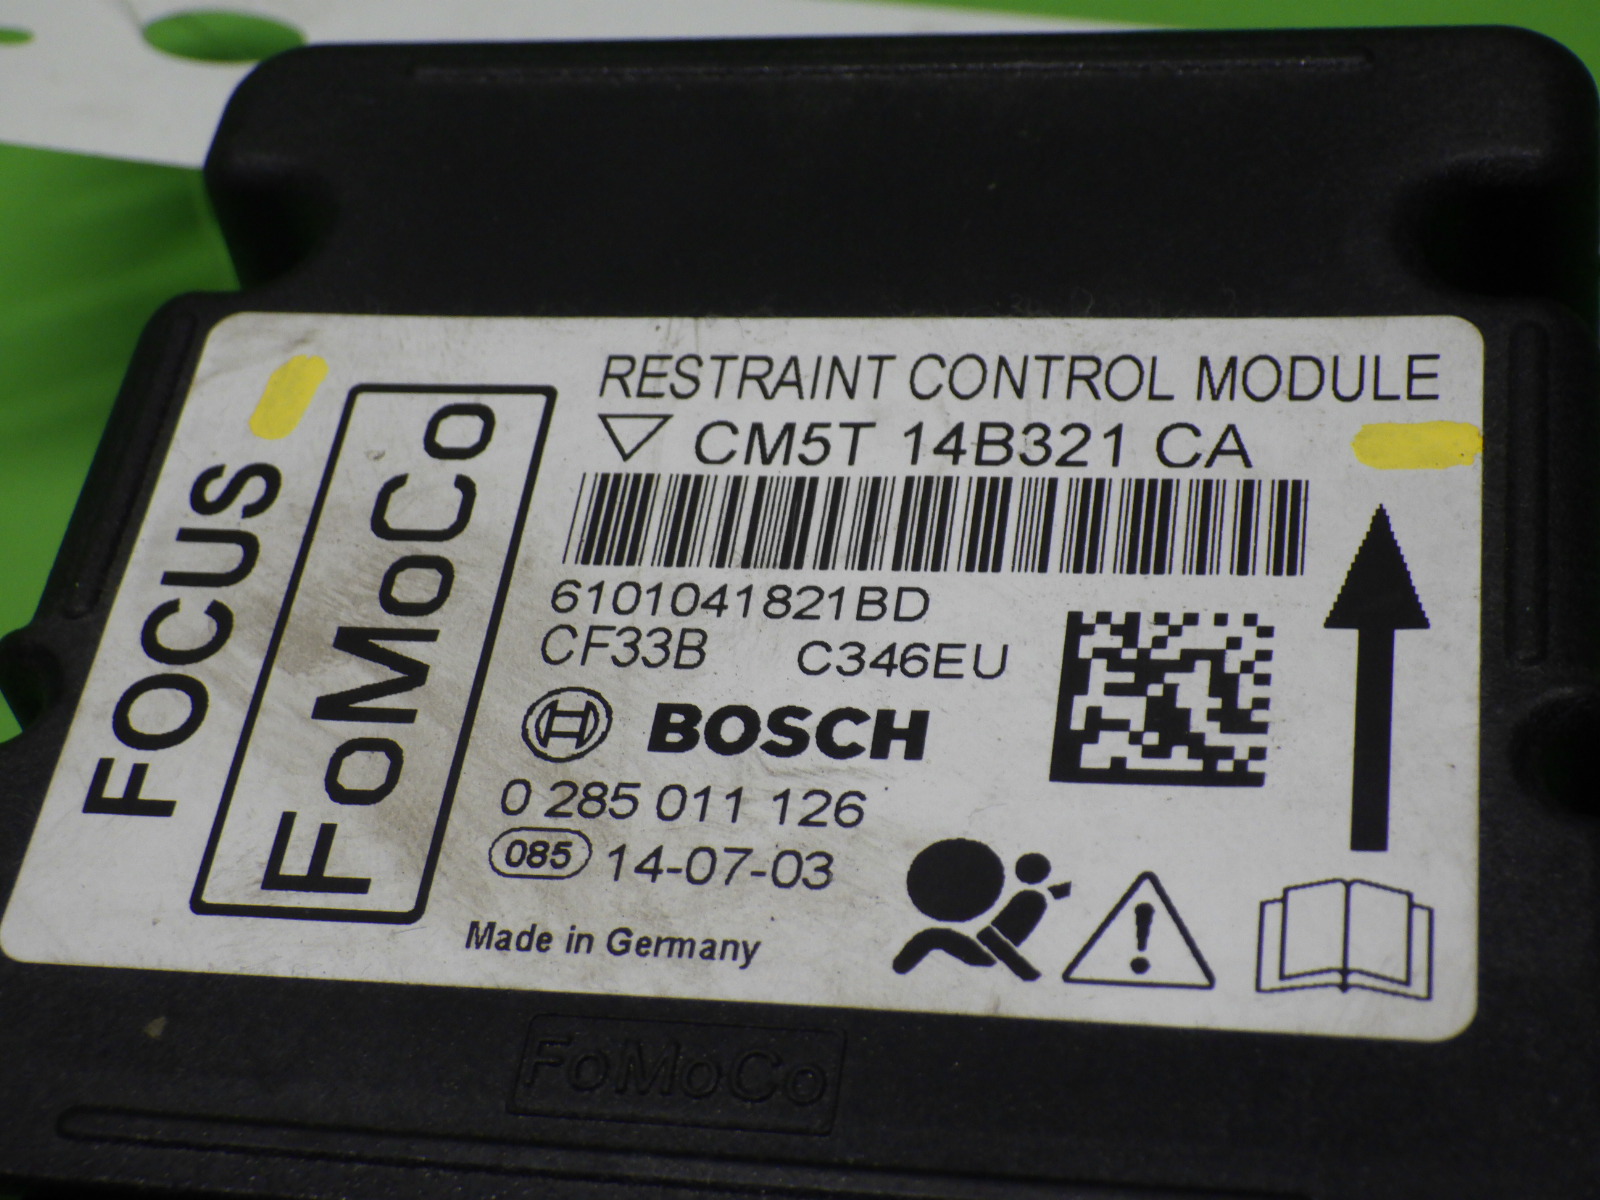 RESTRAINT CONTROL MODULE
CM5T 14B321 CA
6101041821BD
CF33B C346EU
BOSCH
0 285 011 126
085 14-07-03
Made in Germany
FOCUS
FoMoCo
FoMoCo